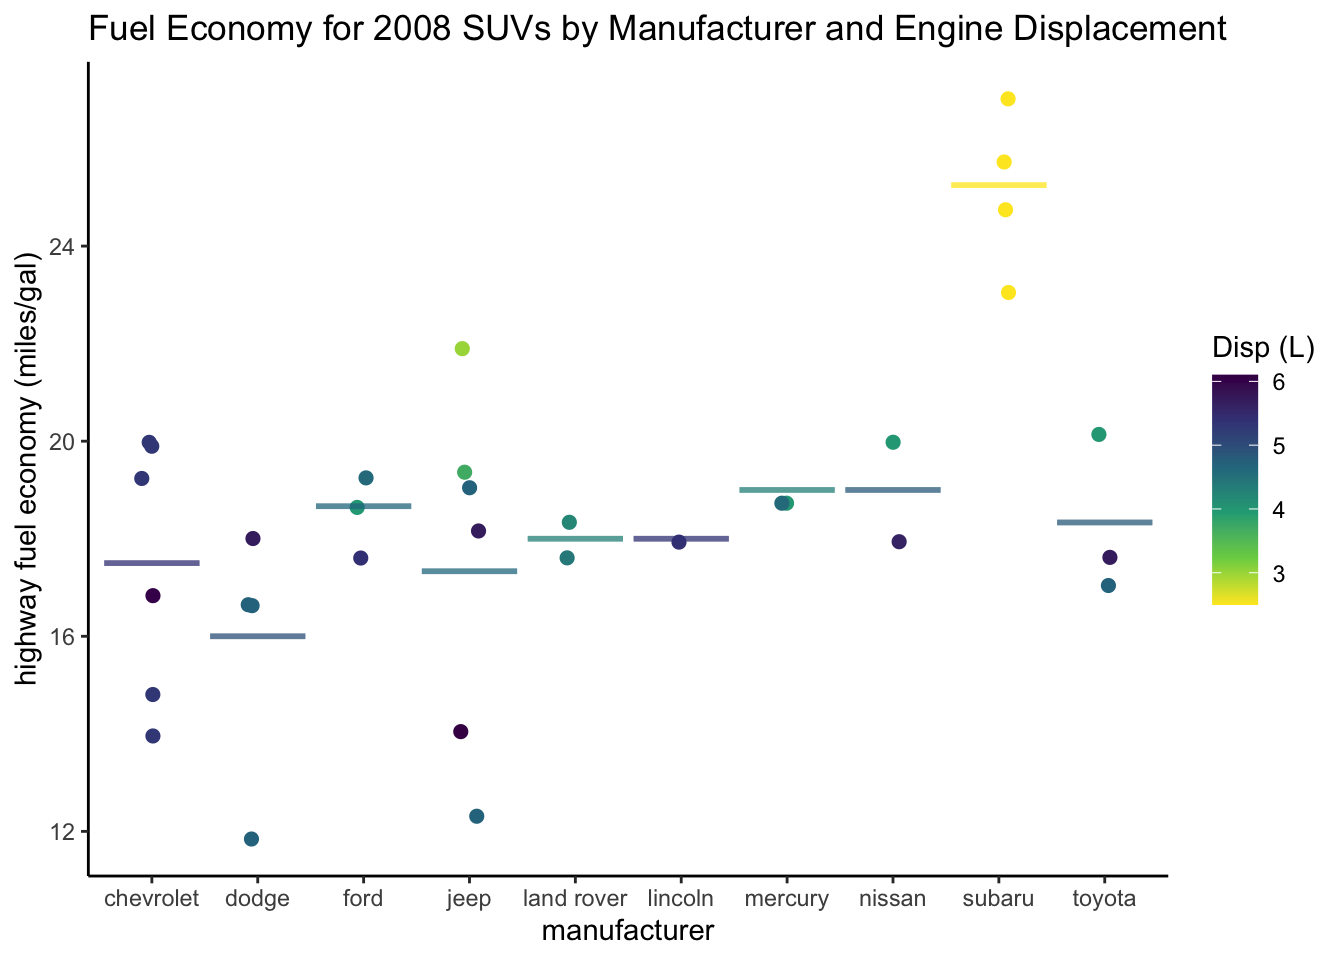 Fuel Economy for 2008 SUVs by Manufacturer and Engine Displacement
highway fuel economy (miles/gal)
24
20
16
12
chevrolet dodge ford jeep land rover lincoln mercury nissan subaru toyota
manufacturer
Disp (L)
6
5
4
3